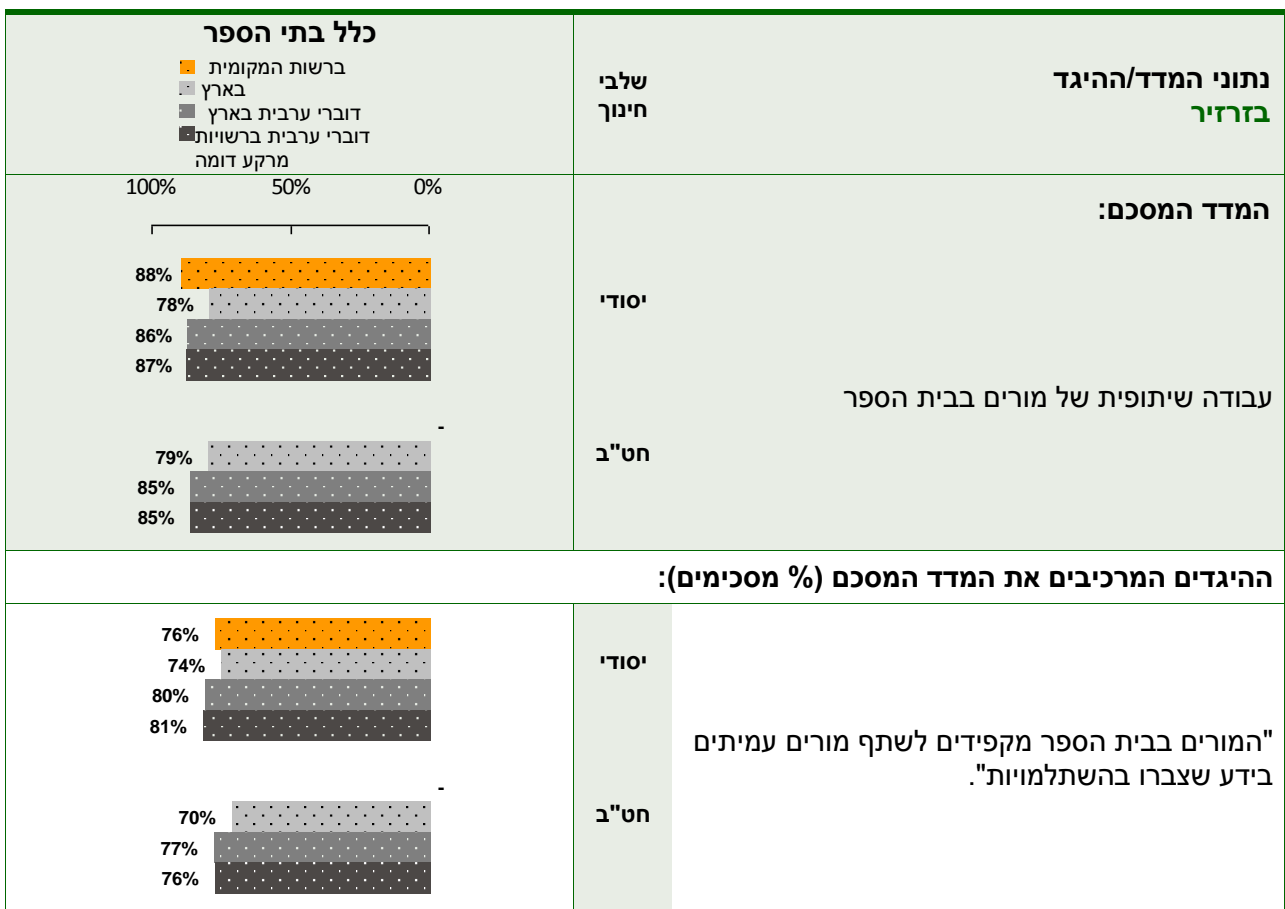 נתוני המדד/ההיגד
בזרזיר
שלבי
חינוך
כלל בתי הספר
ברשות המקומית
בארץ
דוברי ערבית בארץ
דוברי ערבית ברשויות
מרקע דומה
המדד המסכם:
עבודה שיתופית של מורים בבית הספר
0% 50% 100%
יסודי
88%
78%
86%
87%
חט"ב
-
79%
85%
85%
ההיגדים המרכיבים את המדד המסכם (% מסכימים):
"המורים בבית הספר מקפידים לשתף מורים עמיתים
בידע שצברו בהשתלמויות".
יסודי
76%
74%
80%
81%
חט"ב
-
70%
77%
76%